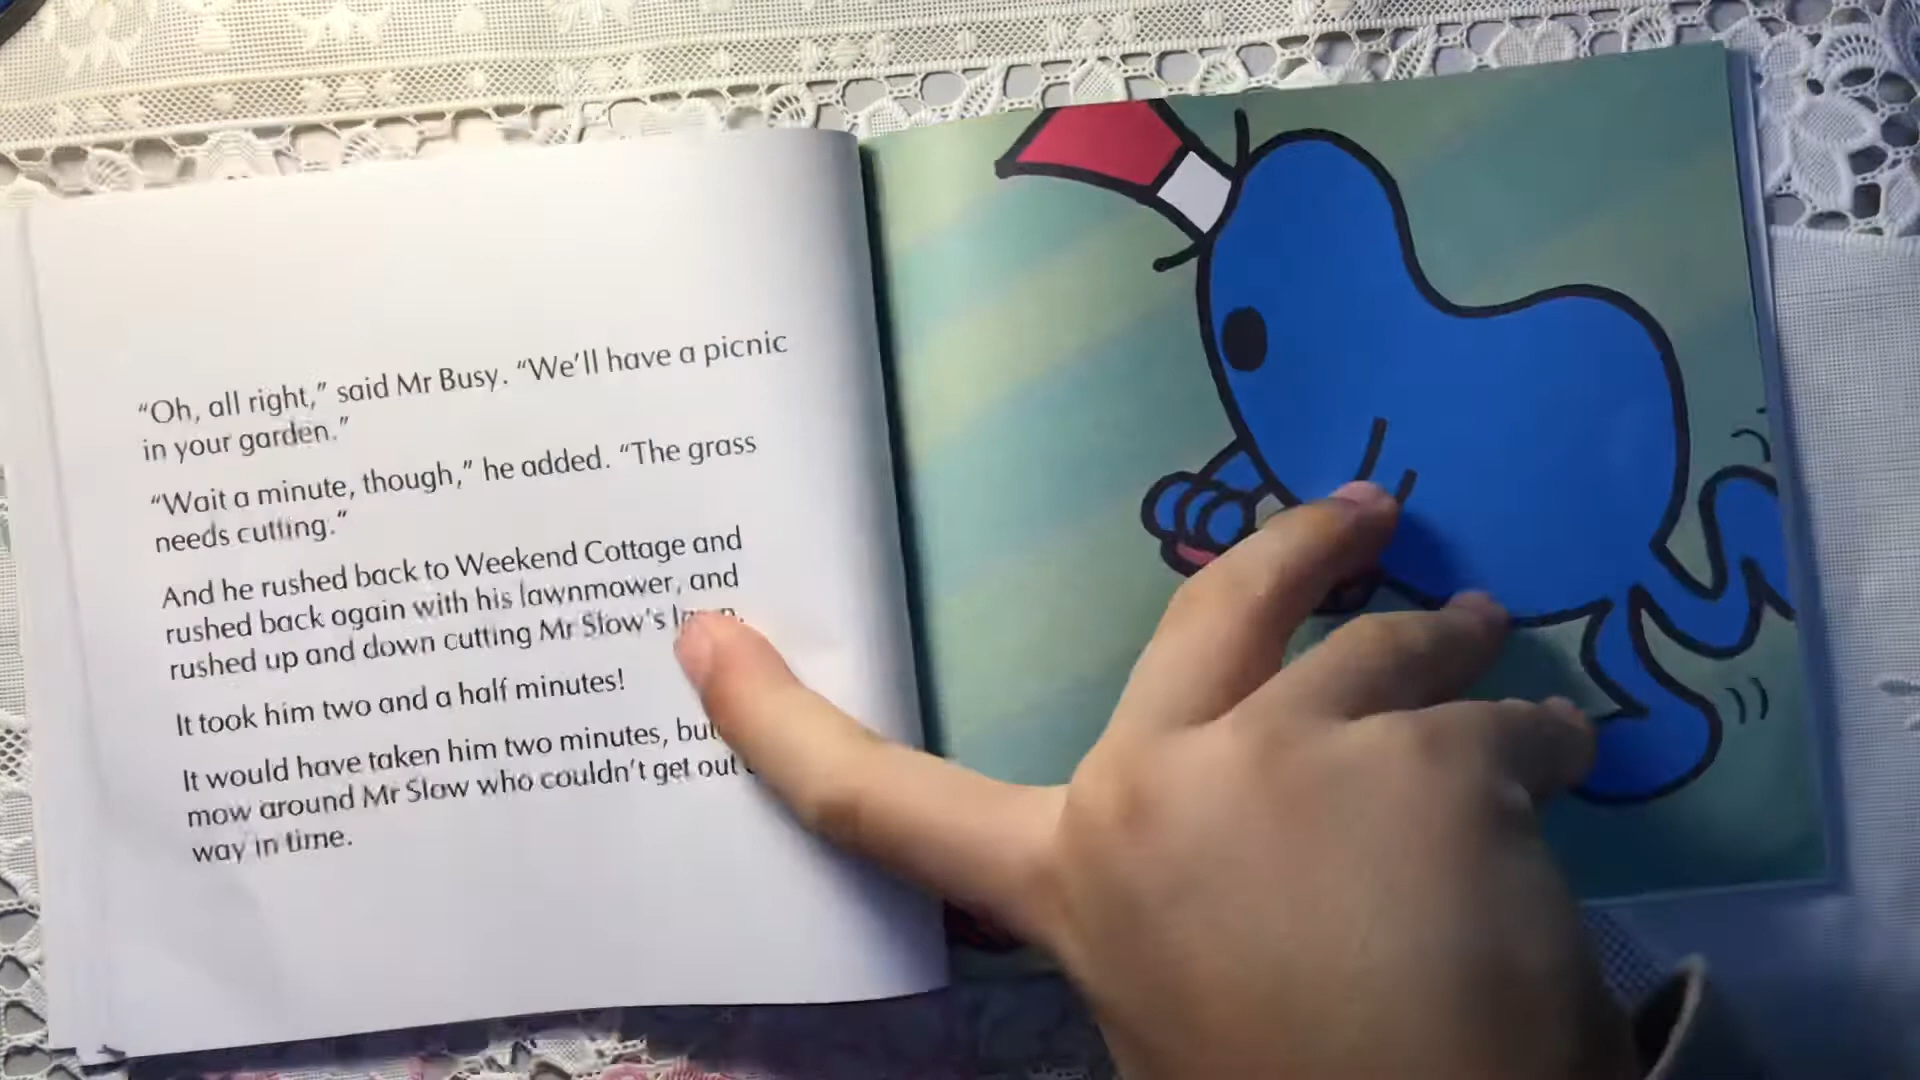 “Oh, all right,” said Mr Busy. “We’ll have a picnic
in your garden.”
“Wait a minute, though,” he added. “The grass
needs cutting.”
And he rushed back to Weekend Cottage and
rushed back again with his lawnmower, and
rushed up and down cutting Mr Slow’s
It took him two and a half minutes!
It would have taken him two minutes, but
mow around Mr Slow who couldn’t get out
way in time.